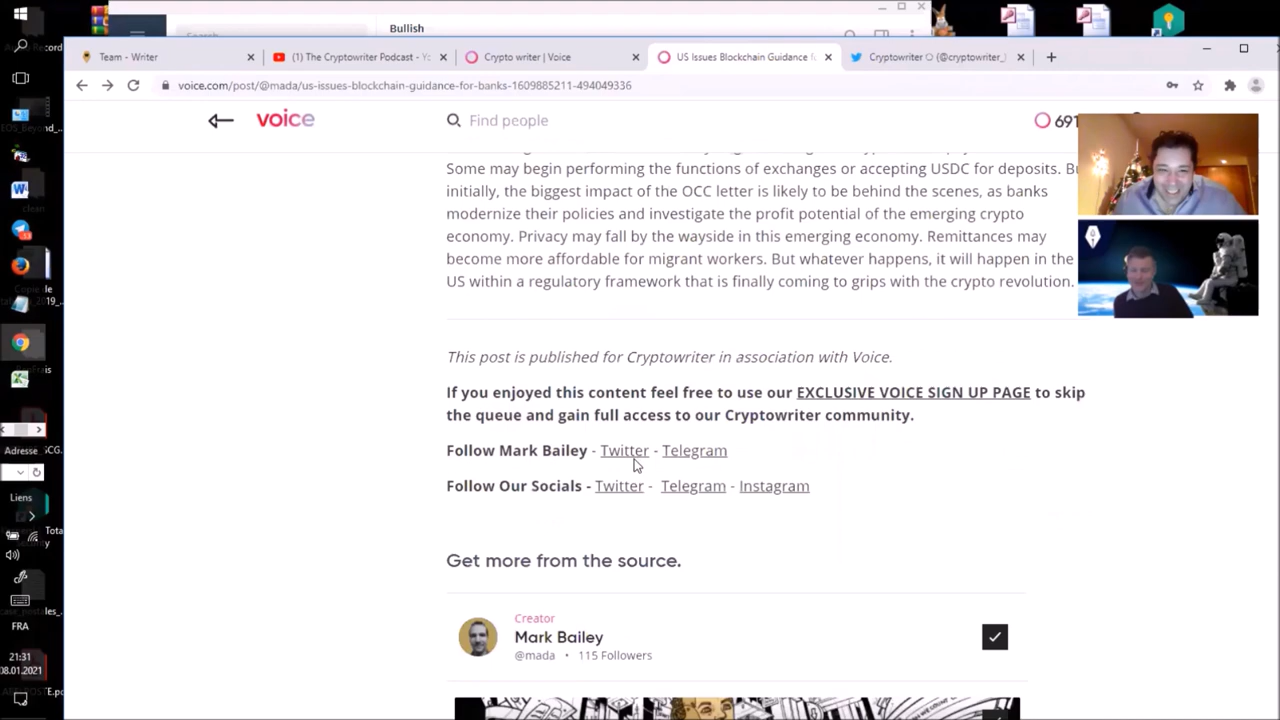 Bullish
Search
Team - Writer
(1) The Cryptowriter Podcast - Y
Crypto writer | Voice
US Issues Blockchain Guidance f
Cryptowriter (@cryptowriter_
voice.com/post/@mada/us-issues-blockchain-guidance-for-banks-1609885211-494049336
voice
Find people
691
Some may begin performing the functions of exchanges or accepting USDC for deposits. Bu
initially, the biggest impact of the OCC letter is likely to be behind the scenes, as banks
modernize their policies and investigate the profit potential of the emerging crypto
economy. Privacy may fall by the wayside in this emerging economy. Remittances may
become more affordable for migrant workers. But whatever happens, it will happen in the
US within a regulatory framework that is finally coming to grips with the crypto revolution.
This post is published for Cryptowriter in association with Voice.
If you enjoyed this content feel free to use our EXCLUSIVE VOICE SIGN UP PAGE to skip
the queue and gain full access to our Cryptowriter community.
Follow Mark Bailey - Twitter - Telegram
Follow Our Socials - Twitter - Telegram - Instagram
Get more from the source.
Creator
Mark Bailey
@mada • 115 Followers
Adresse
Liens
FRA
21:31
08.01.2021